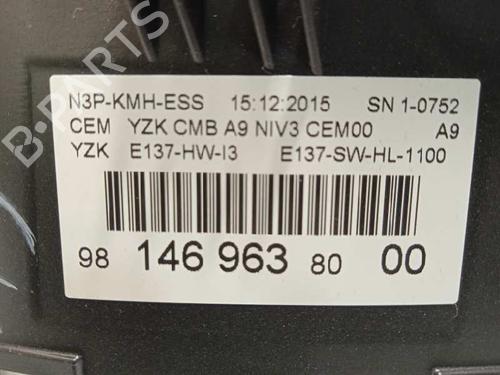 N3P-KMH-ESS 15:12:2015 SN 1-0752
CEM YZK CMB A9 NIV3 CEM00 A9
YZK E137-HW-I3 E137-SW-HL-1100
98 146 963 80 00